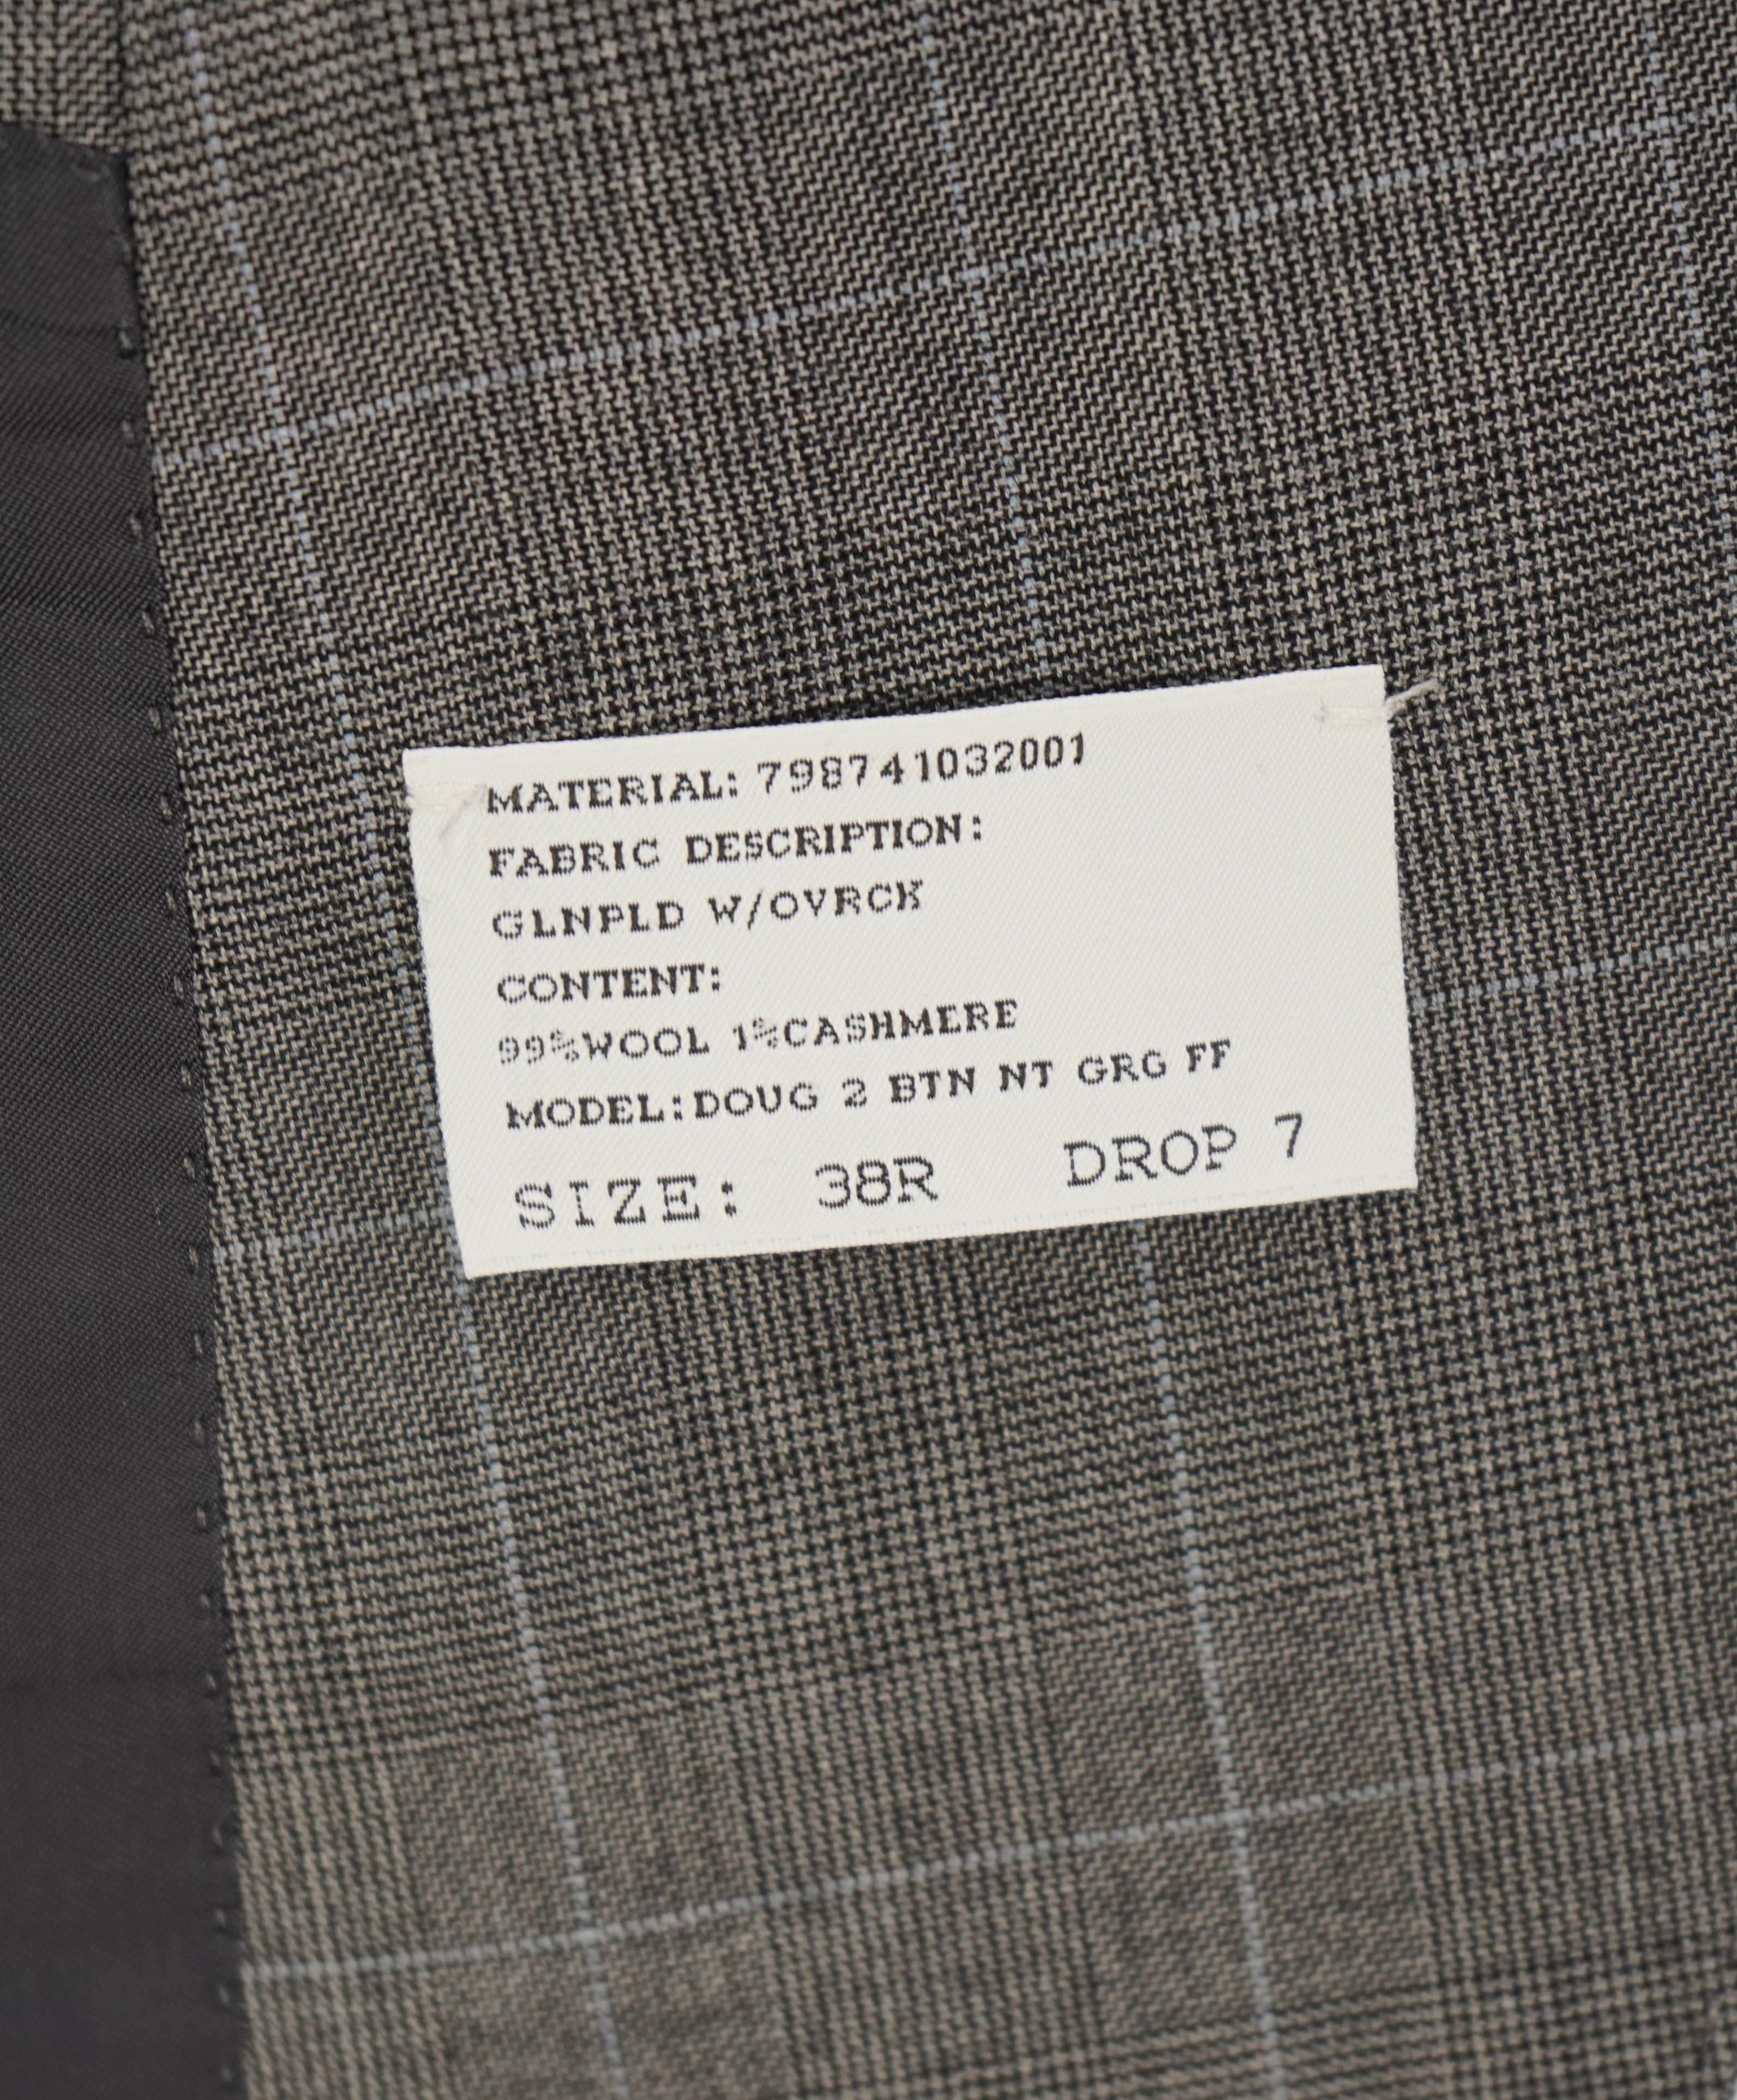 MATERIAL: 798741032001
FABRIC DESCRIPTION:
GLNPLD W/OVRCK
CONTENT:
99%WOOL 1%CASHMERE
MODEL:DOUG 2 BTN NT GRG FF
SIZE: 38R DROP 7